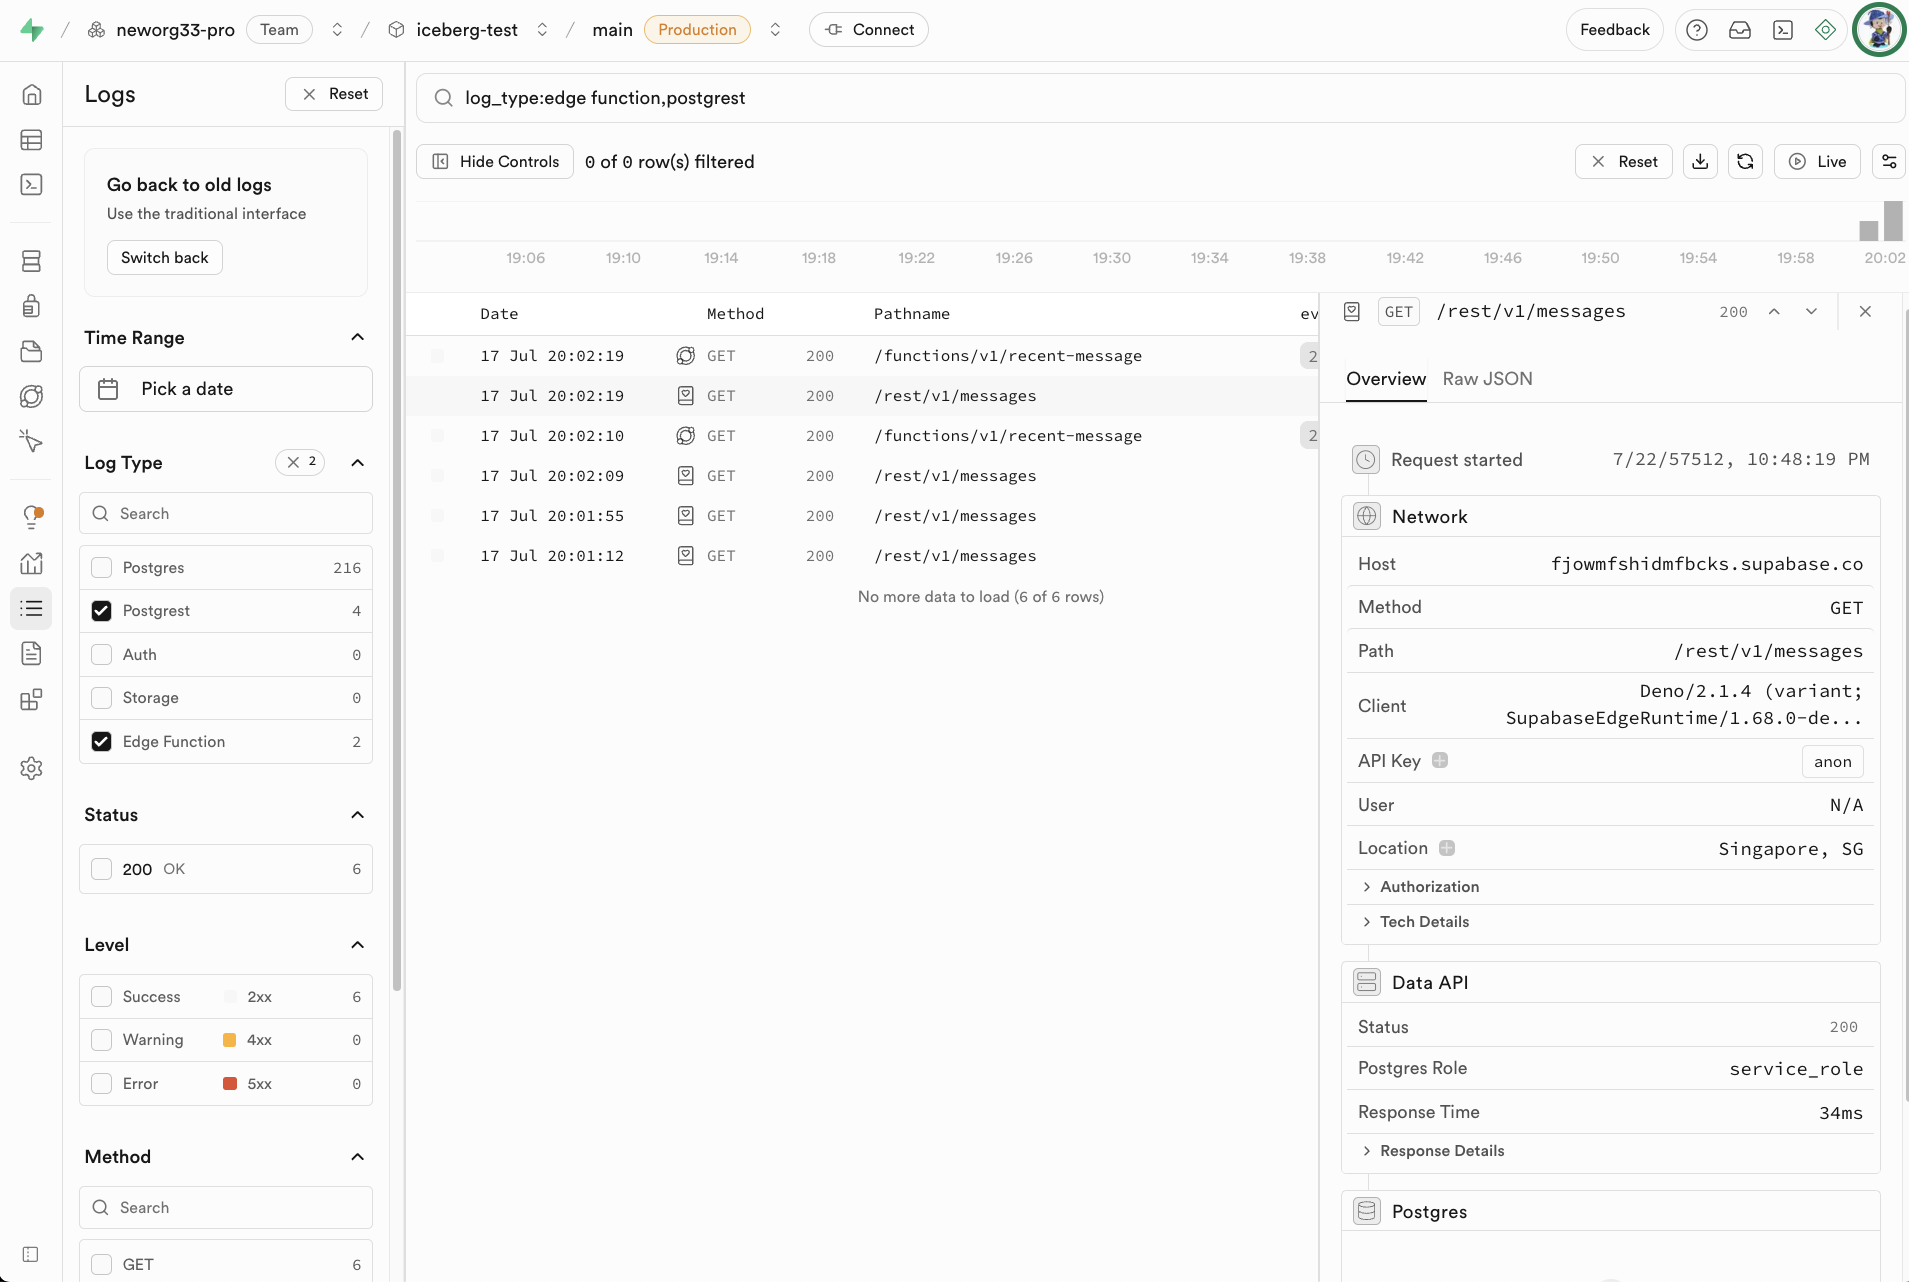 neworg33-pro Team iceberg-test main Production Connect Feedback
Logs
Reset
Go back to old logs
Use the traditional interface
Switch back
Time Range
Pick a date
Log Type
2
Search
Postgres 216
Postgrest 4
Auth 0
Storage 0
Edge Function 2
Status
200 OK 6
Level
Success 2xx 6
Warning 4xx 0
Error 5xx 0
Method
Search
GET 6
log_type:edge function,postgrest
Hide Controls 0 of 0 row(s) filtered Reset Live
19:06 19:10 19:14 19:18 19:22 19:26 19:30 19:34 19:38 19:42 19:46 19:50 19:54 19:58 20:02
Date Method Pathname ev
17 Jul 20:02:19 GET 200 /functions/v1/recent-message 2
17 Jul 20:02:19 GET 200 /rest/v1/messages
17 Jul 20:02:10 GET 200 /functions/v1/recent-message 2
17 Jul 20:02:09 GET 200 /rest/v1/messages
17 Jul 20:01:55 GET 200 /rest/v1/messages
17 Jul 20:01:12 GET 200 /rest/v1/messages
No more data to load (6 of 6 rows)
GET /rest/v1/messages 200
Overview Raw JSON
Request started 7/22/57512, 10:48:19 PM
Network
Host fjowmfshidmfbcks.supabase.co
Method GET
Path /rest/v1/messages
Client Deno/2.1.4 (variant;
SupabaseEdgeRuntime/1.68.0-de...
API Key anon
User N/A
Location Singapore, SG
Authorization
Tech Details
Data API
Status 200
Postgres Role service_role
Response Time 34ms
Response Details
Postgres